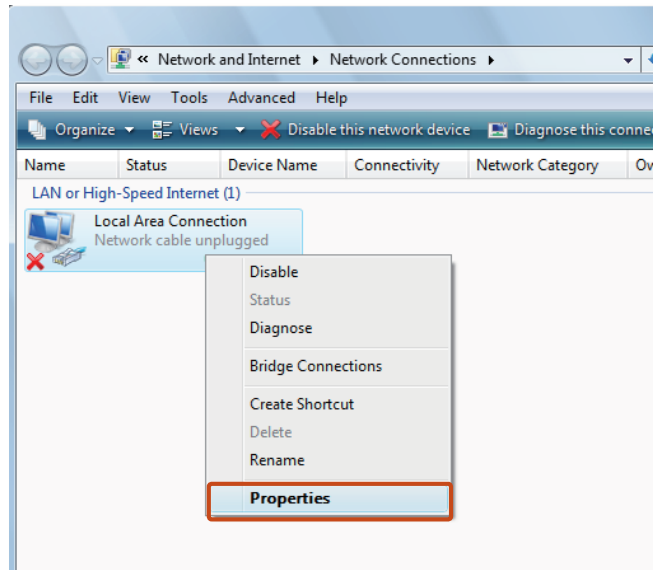 « Network and Internet Network Connections
File Edit View Tools Advanced Help
Organize Views Disable this network device Diagnose this
Name Status Device Name Connectivity Network Category
LAN or High-Speed Internet (1)
Local Area Connection
Network cable unplugged
Disable
Status
Diagnose
Bridge Connections
Create Shortcut
Delete
Rename
Properties